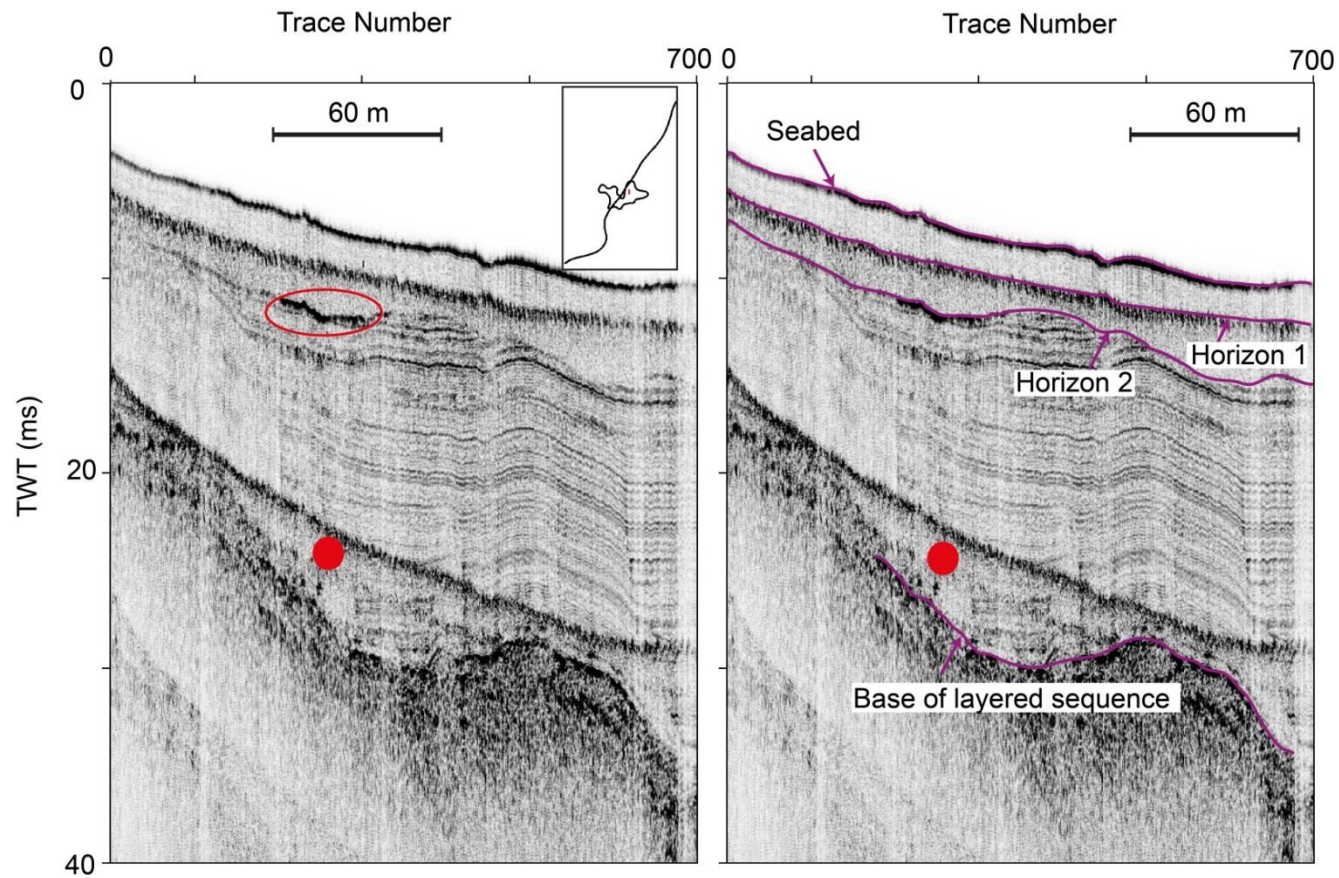 Trace Number
Trace Number
0
700
0
700
0
60 m
60 m
Seabed
Horizon 1
Horizon 2
TWT (ms)
20
Base of layered sequence
40